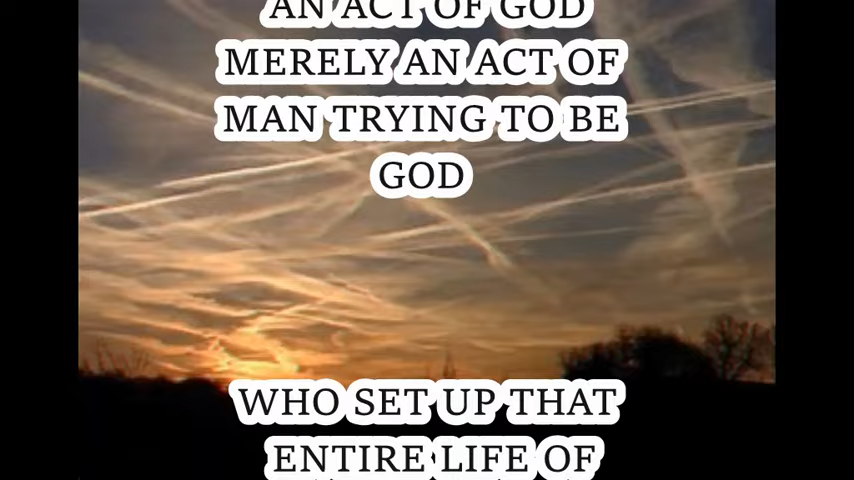 AN ACT OF GOD
MERELY AN ACT OF
MAN TRYING TO BE
GOD
WHO SET UP THAT
ENTIRE LIFE OF